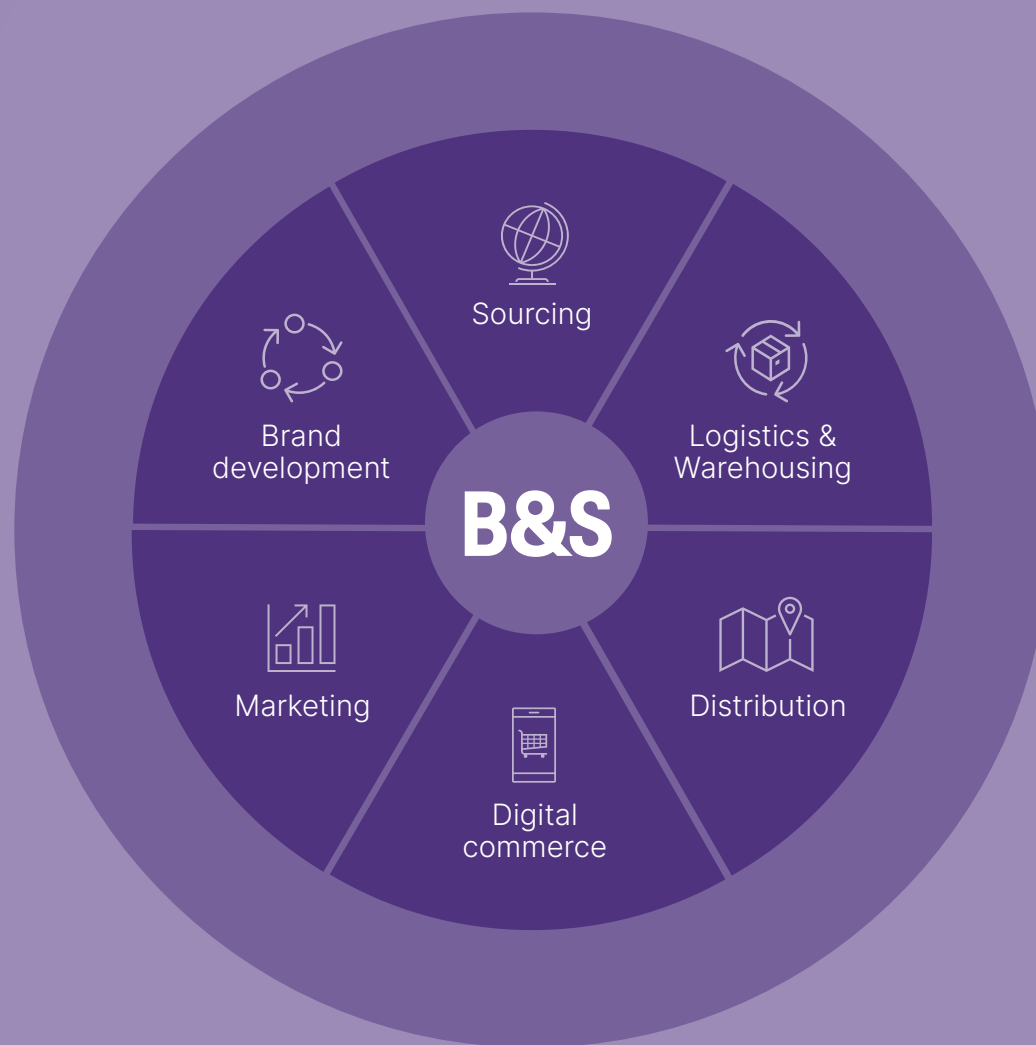 Sourcing
Logistics &
Warehousing
Distribution
Digital
commerce
Marketing
Brand
development
B&S